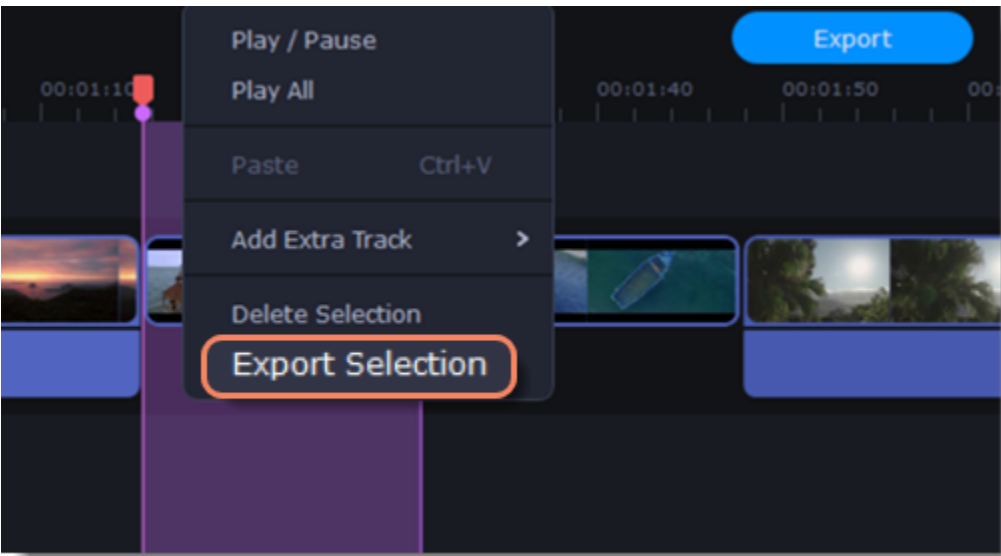 Play / Pause
Export
00:01:10
Play All
00:01:40
00:01:50
00:
Paste Ctrl+V
Add Extra Track >
Delete Selection
Export Selection